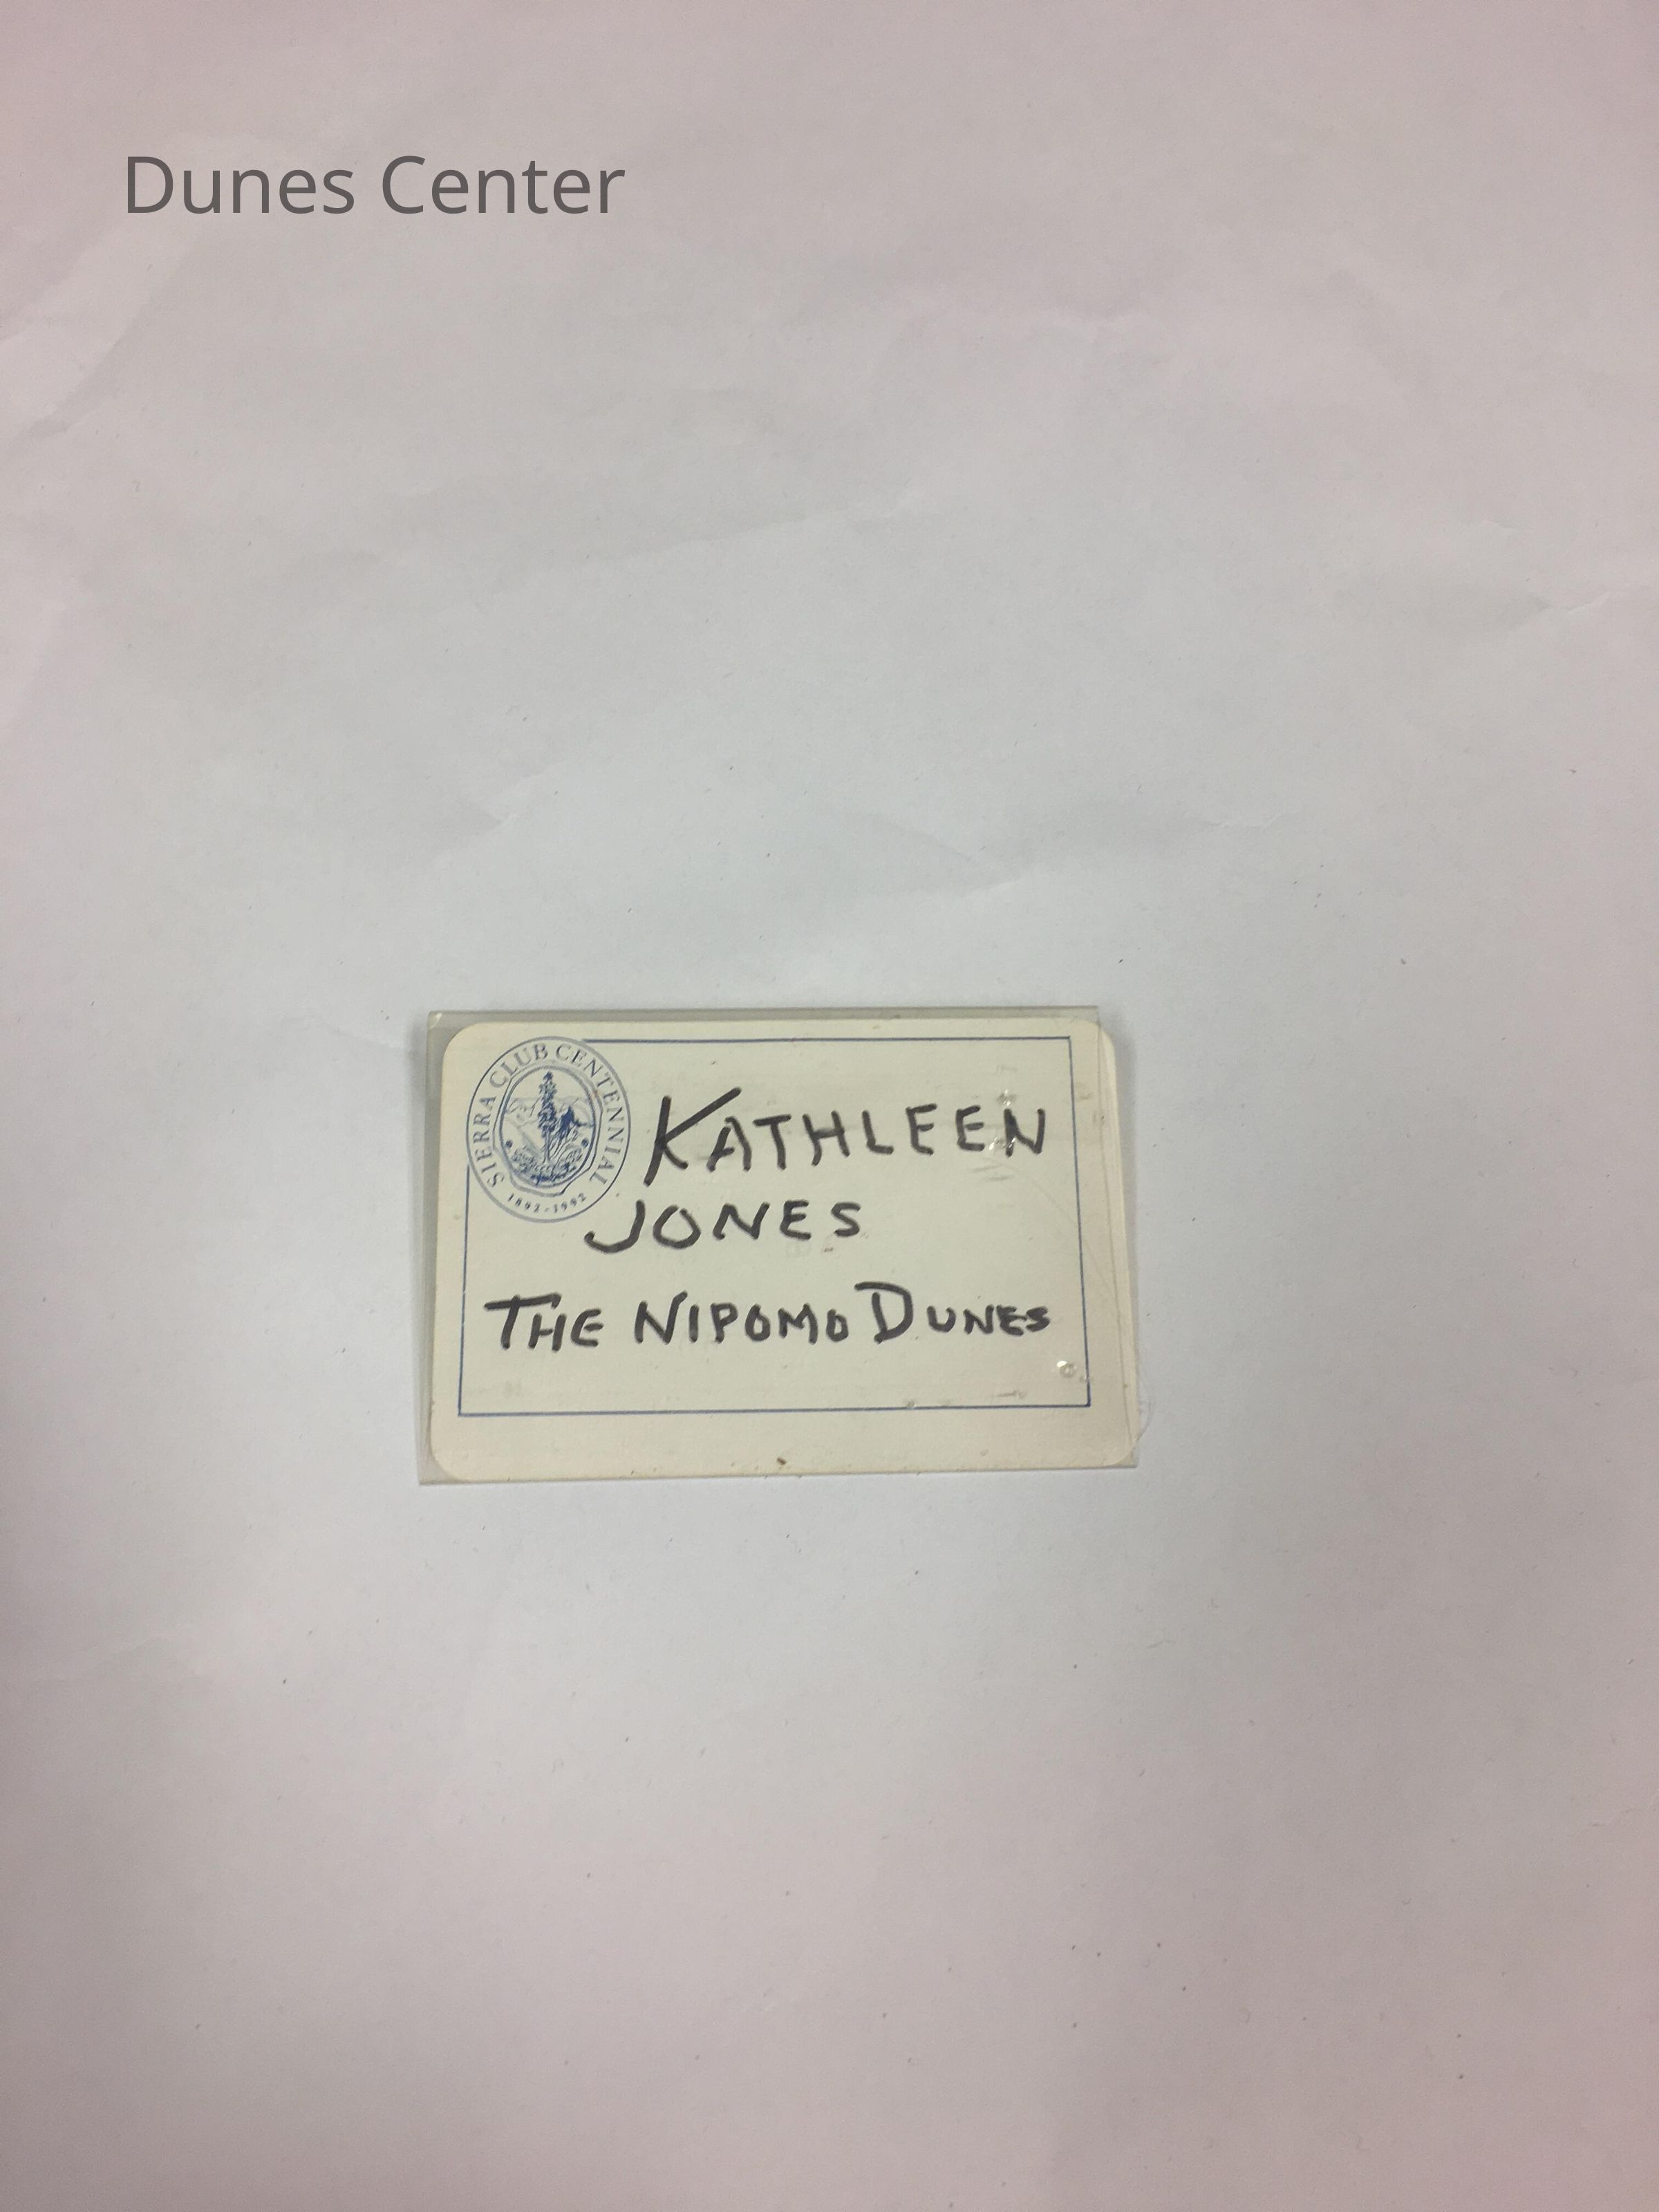 Dunes Center
SIERRA CLUB CENTENNIAL
1892-1992
KATHLEEN
JONES
THE NIPOMO DUNES